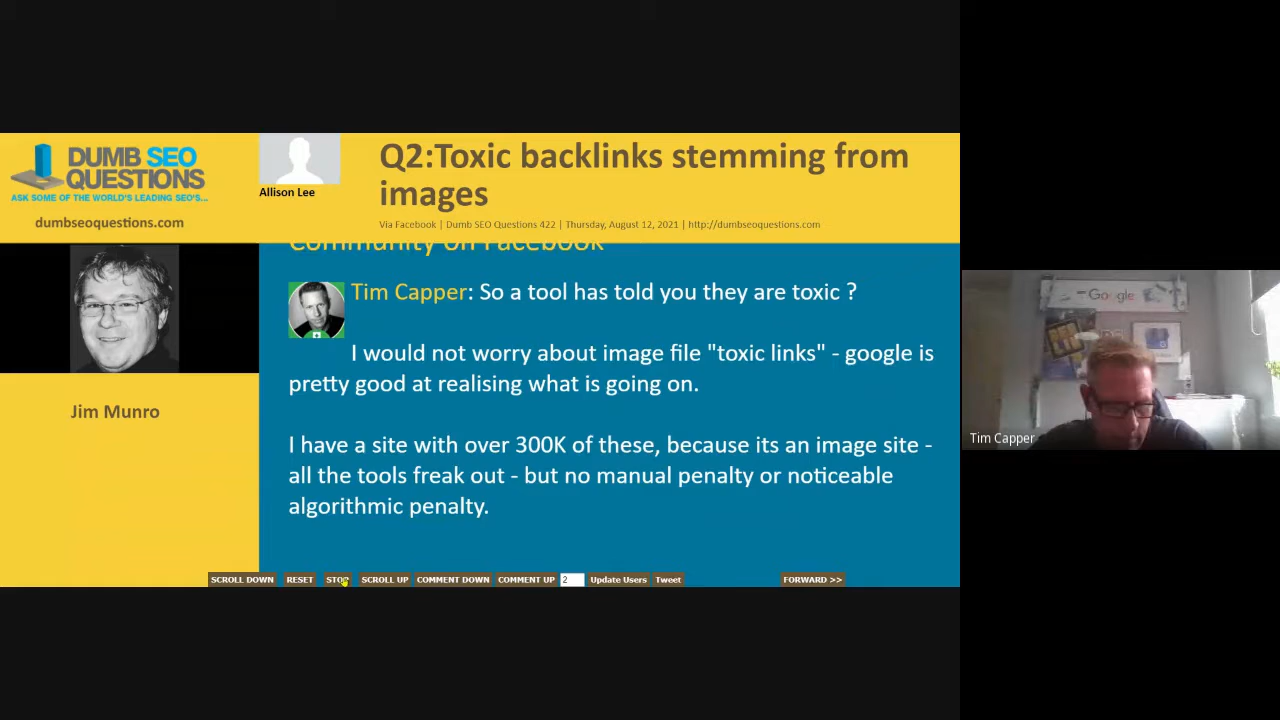 DUMB SEO
QUESTIONS
ASK SOME OF THE WORLD'S LEADING SEO'S...
dumbseoquestions.com
Allison Lee
Q2:Toxic backlinks stemming from
images
Via Facebook | Dumb SEO Questions 422 | Thursday, August 12, 2021 | http://dumbseoquestions.com
Jim Munro
Community on Facebook
Tim Capper: So a tool has told you they are toxic ?
I would not worry about image file "toxic links" - google is
pretty good at realising what is going on.
I have a site with over 300K of these, because its an image site -
all the tools freak out - but no manual penalty or noticeable
algorithmic penalty.
SCROLL DOWN RESET STOP SCROLL UP COMMENT DOWN COMMENT UP 2 Update Users Tweet FORWARD >>
Google
Tim Capper